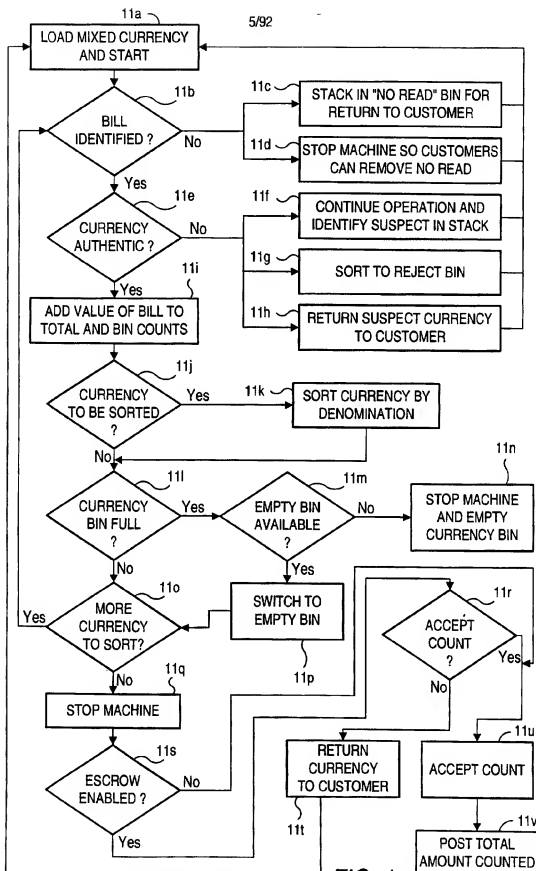 5/92
11a
LOAD MIXED CURRENCY
AND START
11b
BILL
IDENTIFIED ?
No
Yes
11c
STACK IN "NO READ" BIN FOR
RETURN TO CUSTOMER
11d
STOP MACHINE SO CUSTOMERS
CAN REMOVE NO READ
11e
CURRENCY
AUTHENTIC ?
No
Yes
11f
CONTINUE OPERATION AND
IDENTIFY SUSPECT IN STACK
11g
SORT TO REJECT BIN
11h
RETURN SUSPECT CURRENCY
TO CUSTOMER
11i
ADD VALUE OF BILL TO
TOTAL AND BIN COUNTS
11j
CURRENCY
TO BE SORTED
?
Yes
No
11k
SORT CURRENCY BY
DENOMINATION
11l
CURRENCY
BIN FULL
?
Yes
No
11m
EMPTY BIN
AVAILABLE
?
No
Yes
11n
STOP MACHINE
AND EMPTY
CURRENCY BIN
11o
MORE
CURRENCY
TO SORT?
Yes
No
SWITCH TO
EMPTY BIN
11p
11q
STOP MACHINE
11r
ACCEPT
COUNT
?
Yes
No
11s
ESCROW
ENABLED ?
No
Yes
RETURN
CURRENCY
TO CUSTOMER
11t
11u
ACCEPT COUNT
11v
POST TOTAL
AMOUNT COUNTED